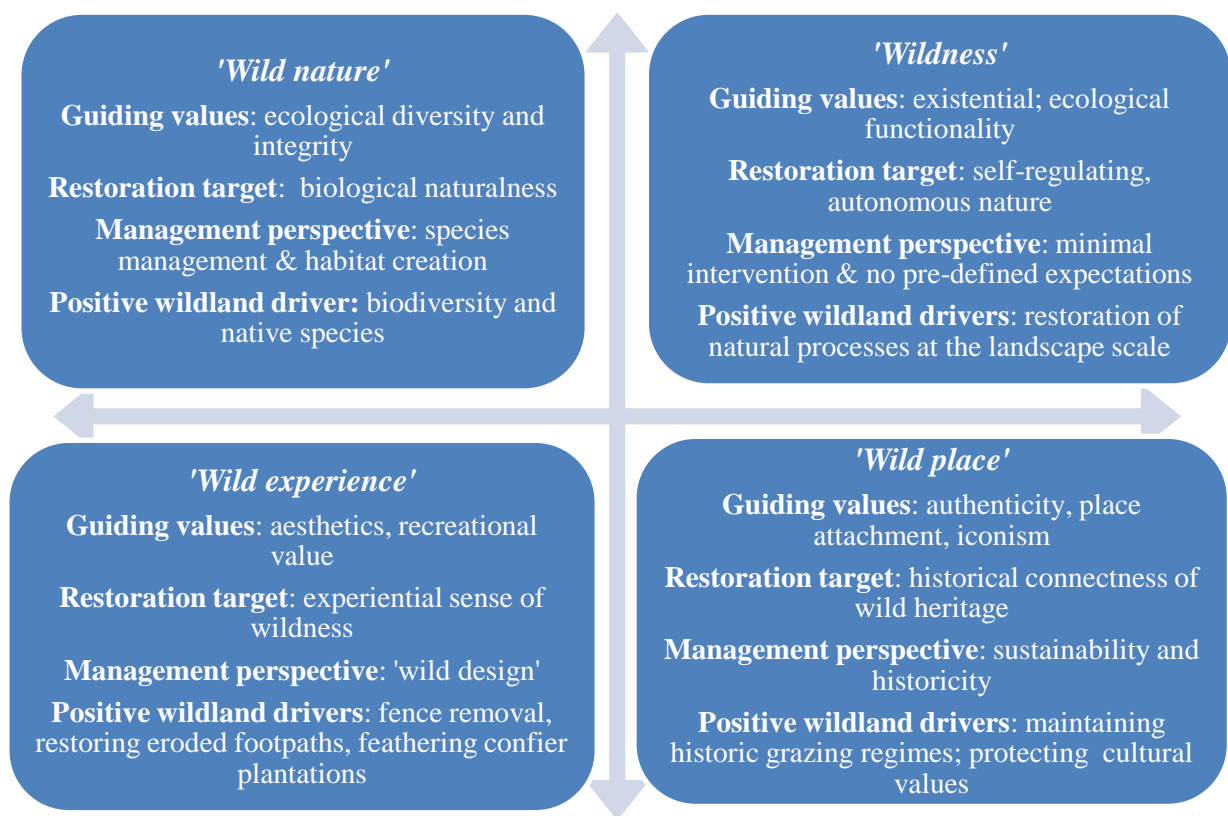 'Wild nature'
Guiding values: ecological diversity and
integrity
Restoration target:  biological naturalness
Management perspective: species
management & habitat creation
Positive wildland driver: biodiversity and
native species
'Wildness'
Guiding values: existential; ecological
functionality
Restoration target: self-regulating,
autonomous nature
Management perspective: minimal
intervention & no pre-defined expectations
Positive wildland drivers: restoration of
natural processes at the landscape scale
'Wild experience'
Guiding values: aesthetics, recreational
value
Restoration target: experiential sense of
wildness
Management perspective: 'wild design'
Positive wildland drivers: fence removal,
restoring eroded footpaths, feathering confier
plantations
'Wild place'
Guiding values: authenticity, place
attachment, iconism
Restoration target: historical connectness of
wild heritage
Management perspective: sustainability and
historicity
Positive wildland drivers: maintaining
historic grazing regimes; protecting  cultural
values